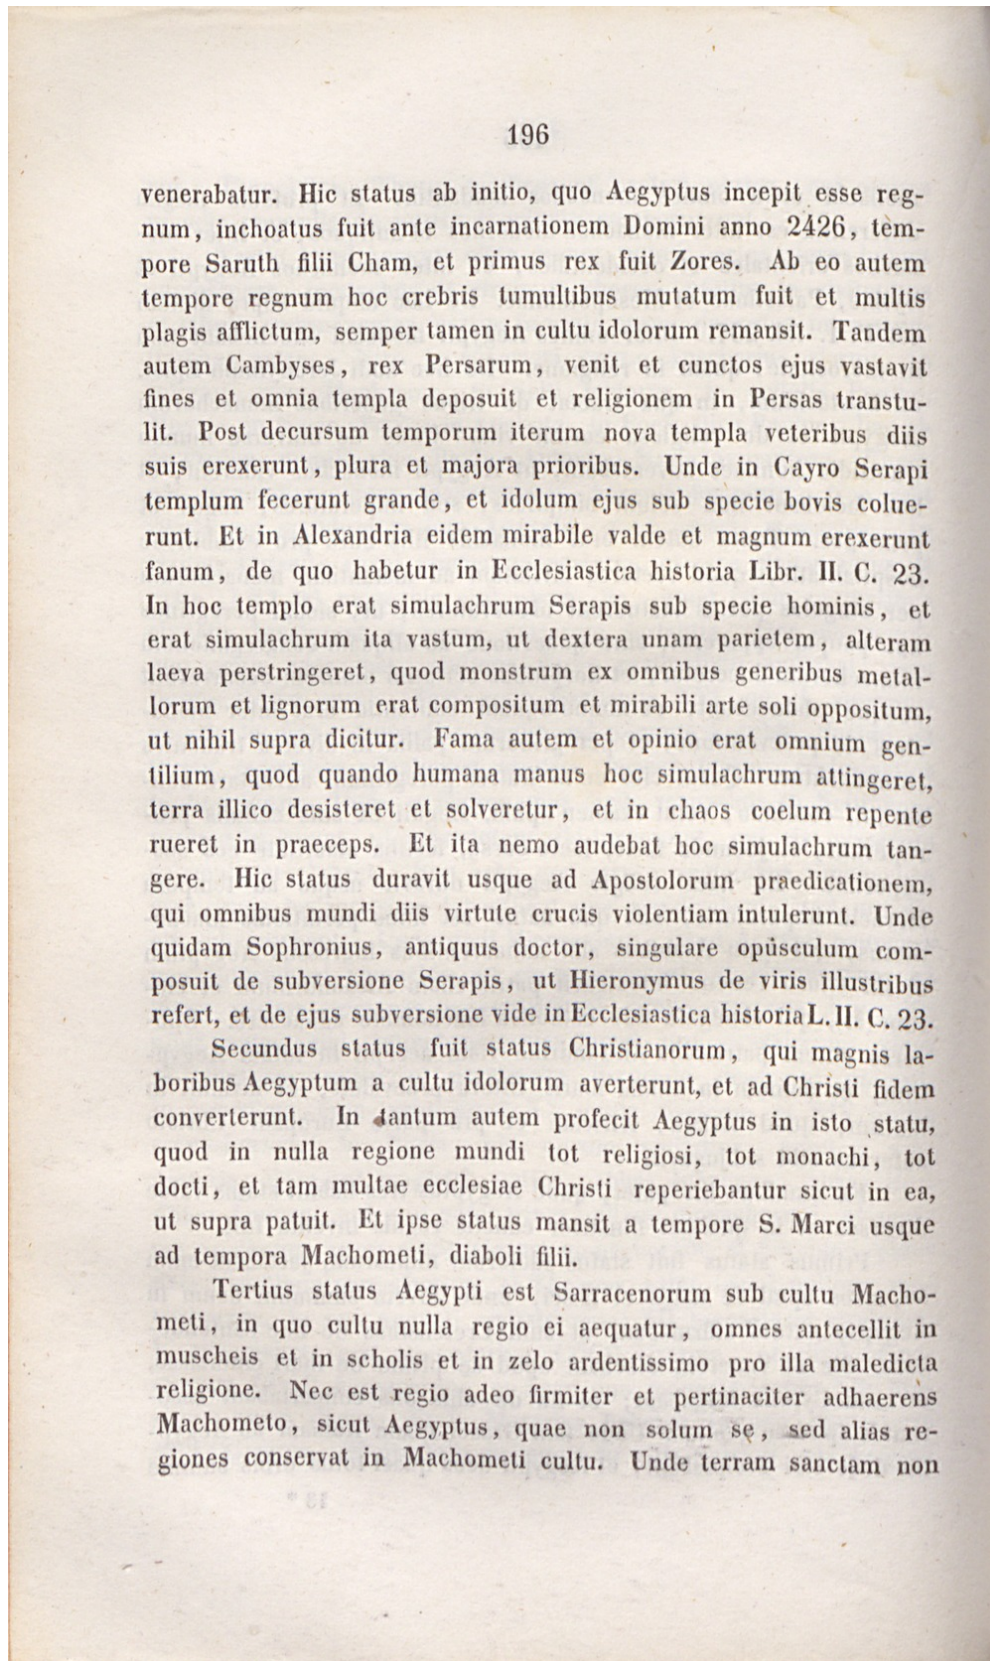 196
venerabatur. Hic status ab initio, quo Aegyptus incepit esse reg-
num, inchoatus fuit ante incarnationem Domini anno 2426, tem-
pore Saruth filii Cham, et primus rex fuit Zores. Ab eo autem
tempore regnum hoc crebris tumultibus mutatum fuit et multis
plagis afflictum, semper tamen in cultu idolorum remansit. Tandem
autem Cambyses, rex Persarum, venit et cunctos ejus vastavit
fines et omnia templa deposuit et religionem in Persas transtu-
lit. Post decursum temporum iterum nova templa veteribus diis
suis erexerunt, plura et majora prioribus. Unde in Cayro Serapi
templum fecerunt grande, et idolum ejus sub specie bovis colue-
runt. Et in Alexandria eidem mirabile valde et magnum erexerunt
fanum, de quo habetur in Ecclesiastica historia Libr. II. C. 23.
In hoc templo erat simulachrum Serapis sub specie hominis, et
erat simulachrum ita vastum, ut dextera unam parietem, alteram
laeva perstringeret, quod monstrum ex omnibus generibus metal-
lorum et lignorum erat compositum et mirabili arte soli oppositum,
ut nihil supra dicitur. Fama autem et opinio erat omnium gen-
tilium, quod quando humana manus hoc simulachrum attingeret,
terra illico desisteret et solveretur, et in chaos coelum repente
rueret in praeceps. Et ita nemo audebat hoc simulachrum tan-
gere. Hic status duravit usque ad Apostolorum praedicationem,
qui omnibus mundi diis virtute crucis violentiam intulerunt. Unde
quidam Sophronius, antiquus doctor, singulare opusculum com-
posuit de subversione Serapis, ut Hieronymus de viris illustribus
refert, et de ejus subversione vide in Ecclesiastica historia L. II. C. 23.
Secundus status fuit status Christianorum, qui magnis la-
boribus Aegyptum a cultu idolorum averterunt, et ad Christi fidem
converterunt. In tantum autem profecit Aegyptus in isto statu,
quod in nulla regione mundi tot religiosi, tot monachi, tot
docti, et tam multae ecclesiae Christi reperiebantur sicut in ea,
ut supra patuit. Et ipse status mansit a tempore S. Marci usque
ad tempora Machometi, diaboli filii.
Tertius status Aegypti est Sarracenorum sub cultu Macho-
meti, in quo cultu nulla regio ei aequatur, omnes antecellit in
muscheis et in scholis et in zelo ardentissimo pro illa maledicta
religione. Nec est regio adeo firmiter et pertinaciter adhaerens
Machometo, sicut Aegyptus, quae non solum se, sed alias re-
giones conservat in Machometi cultu. Unde terram sanctam non